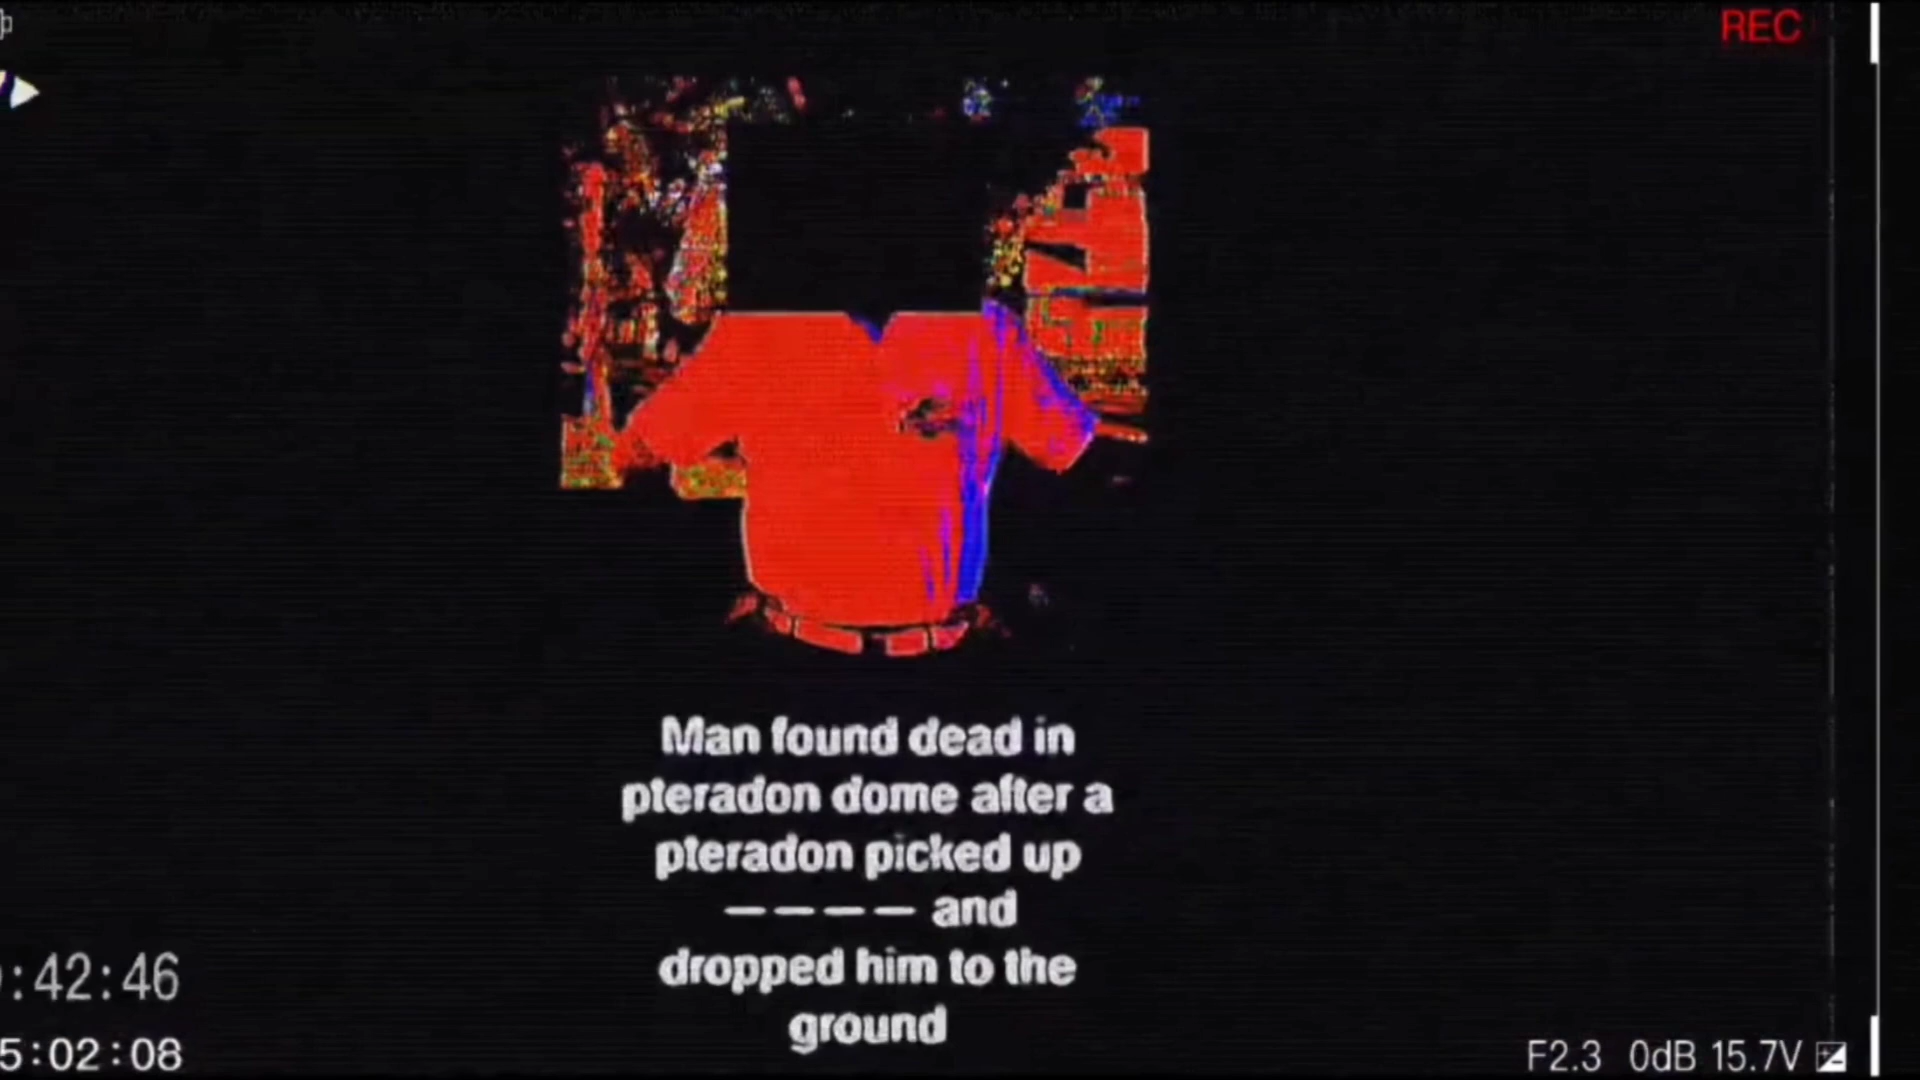 REC
Man found dead in
pteradon dome after a
pteradon picked up
———— and
dropped him to the
ground
:42:46
5:02:08
F2.3 0dB 15.7V